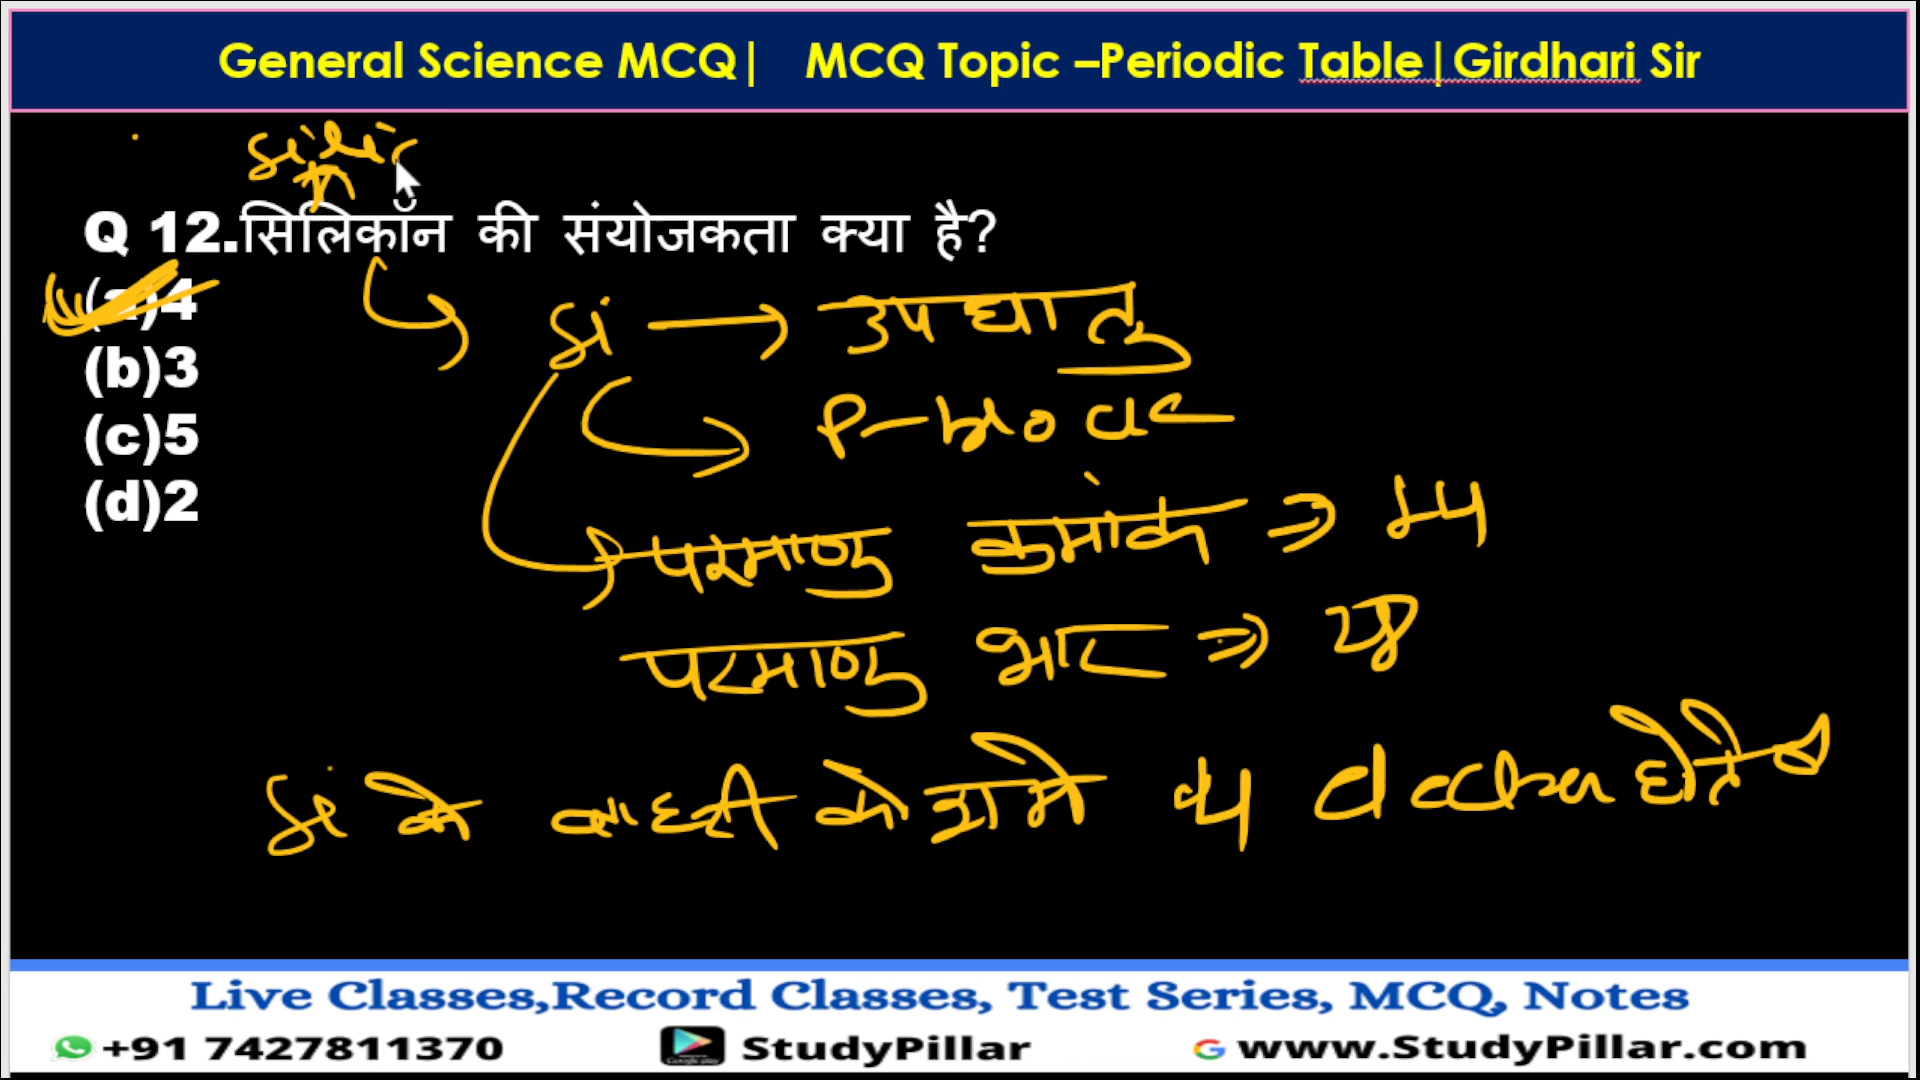 General Science MCQ| MCQ Topic –Periodic Table|Girdhari Sir
Q 12.सिलिकॉन की संयोजकता क्या है?
(a)4
(b)3
(c)5
(d)2
Si → उपधातु
P-block
परमाणु क्रमांक ⇒ 14
परमाणु भार ⇒
Si के बाहरी कोश में 4 होते है
Live Classes,Record Classes, Test Series, MCQ, Notes
+91 7427811370 StudyPillar www.StudyPillar.com